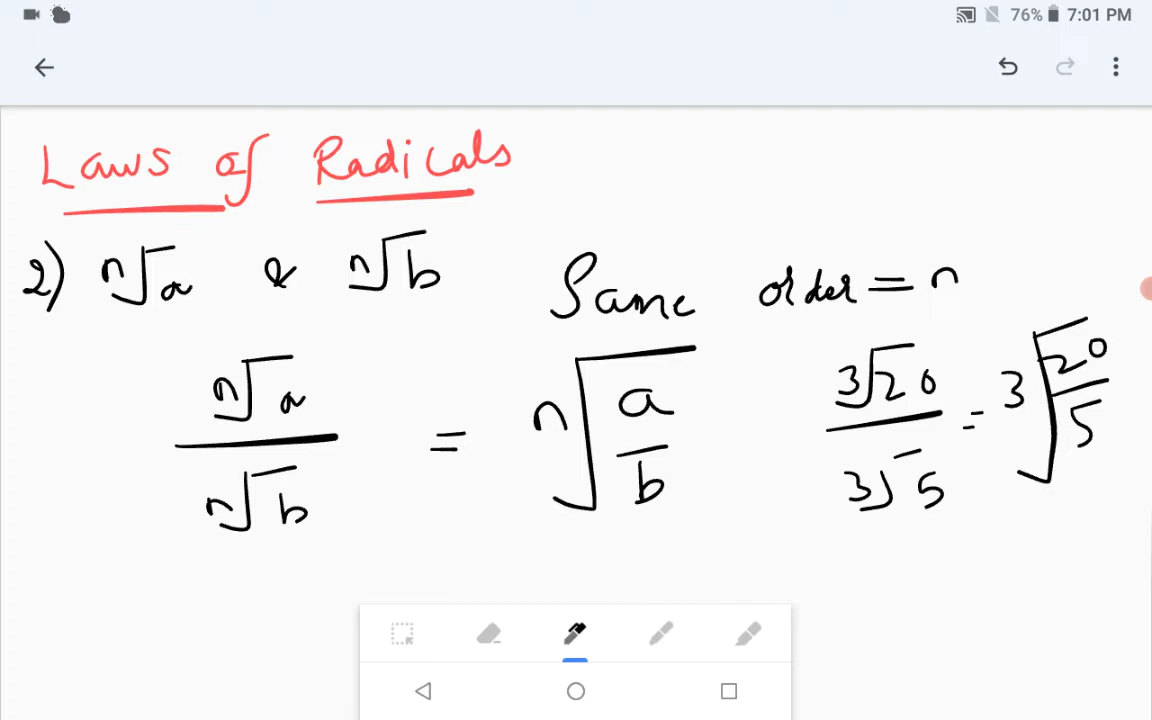 76% 7:01 PM
Laws of Radicals
2) ⁿ√a & ⁿ√b Same order = n
ⁿ√a / ⁿ√b = ⁿ√(a/b) 3√20 / 3√5 = 3√(20/5)